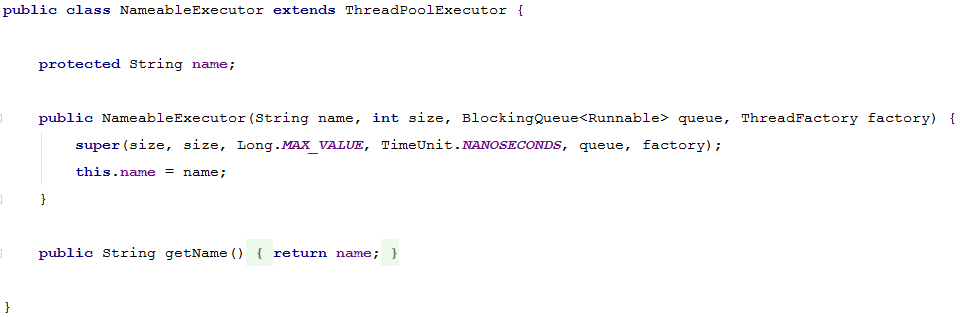 public class NameableExecutor extends ThreadPoolExecutor {
protected String name;
public NameableExecutor(String name, int size, BlockingQueue<Runnable> queue, ThreadFactory factory) {
super(size, size, Long.MAX_VALUE, TimeUnit.NANOSECONDS, queue, factory);
this.name = name;
}
public String getName() { return name; }
}